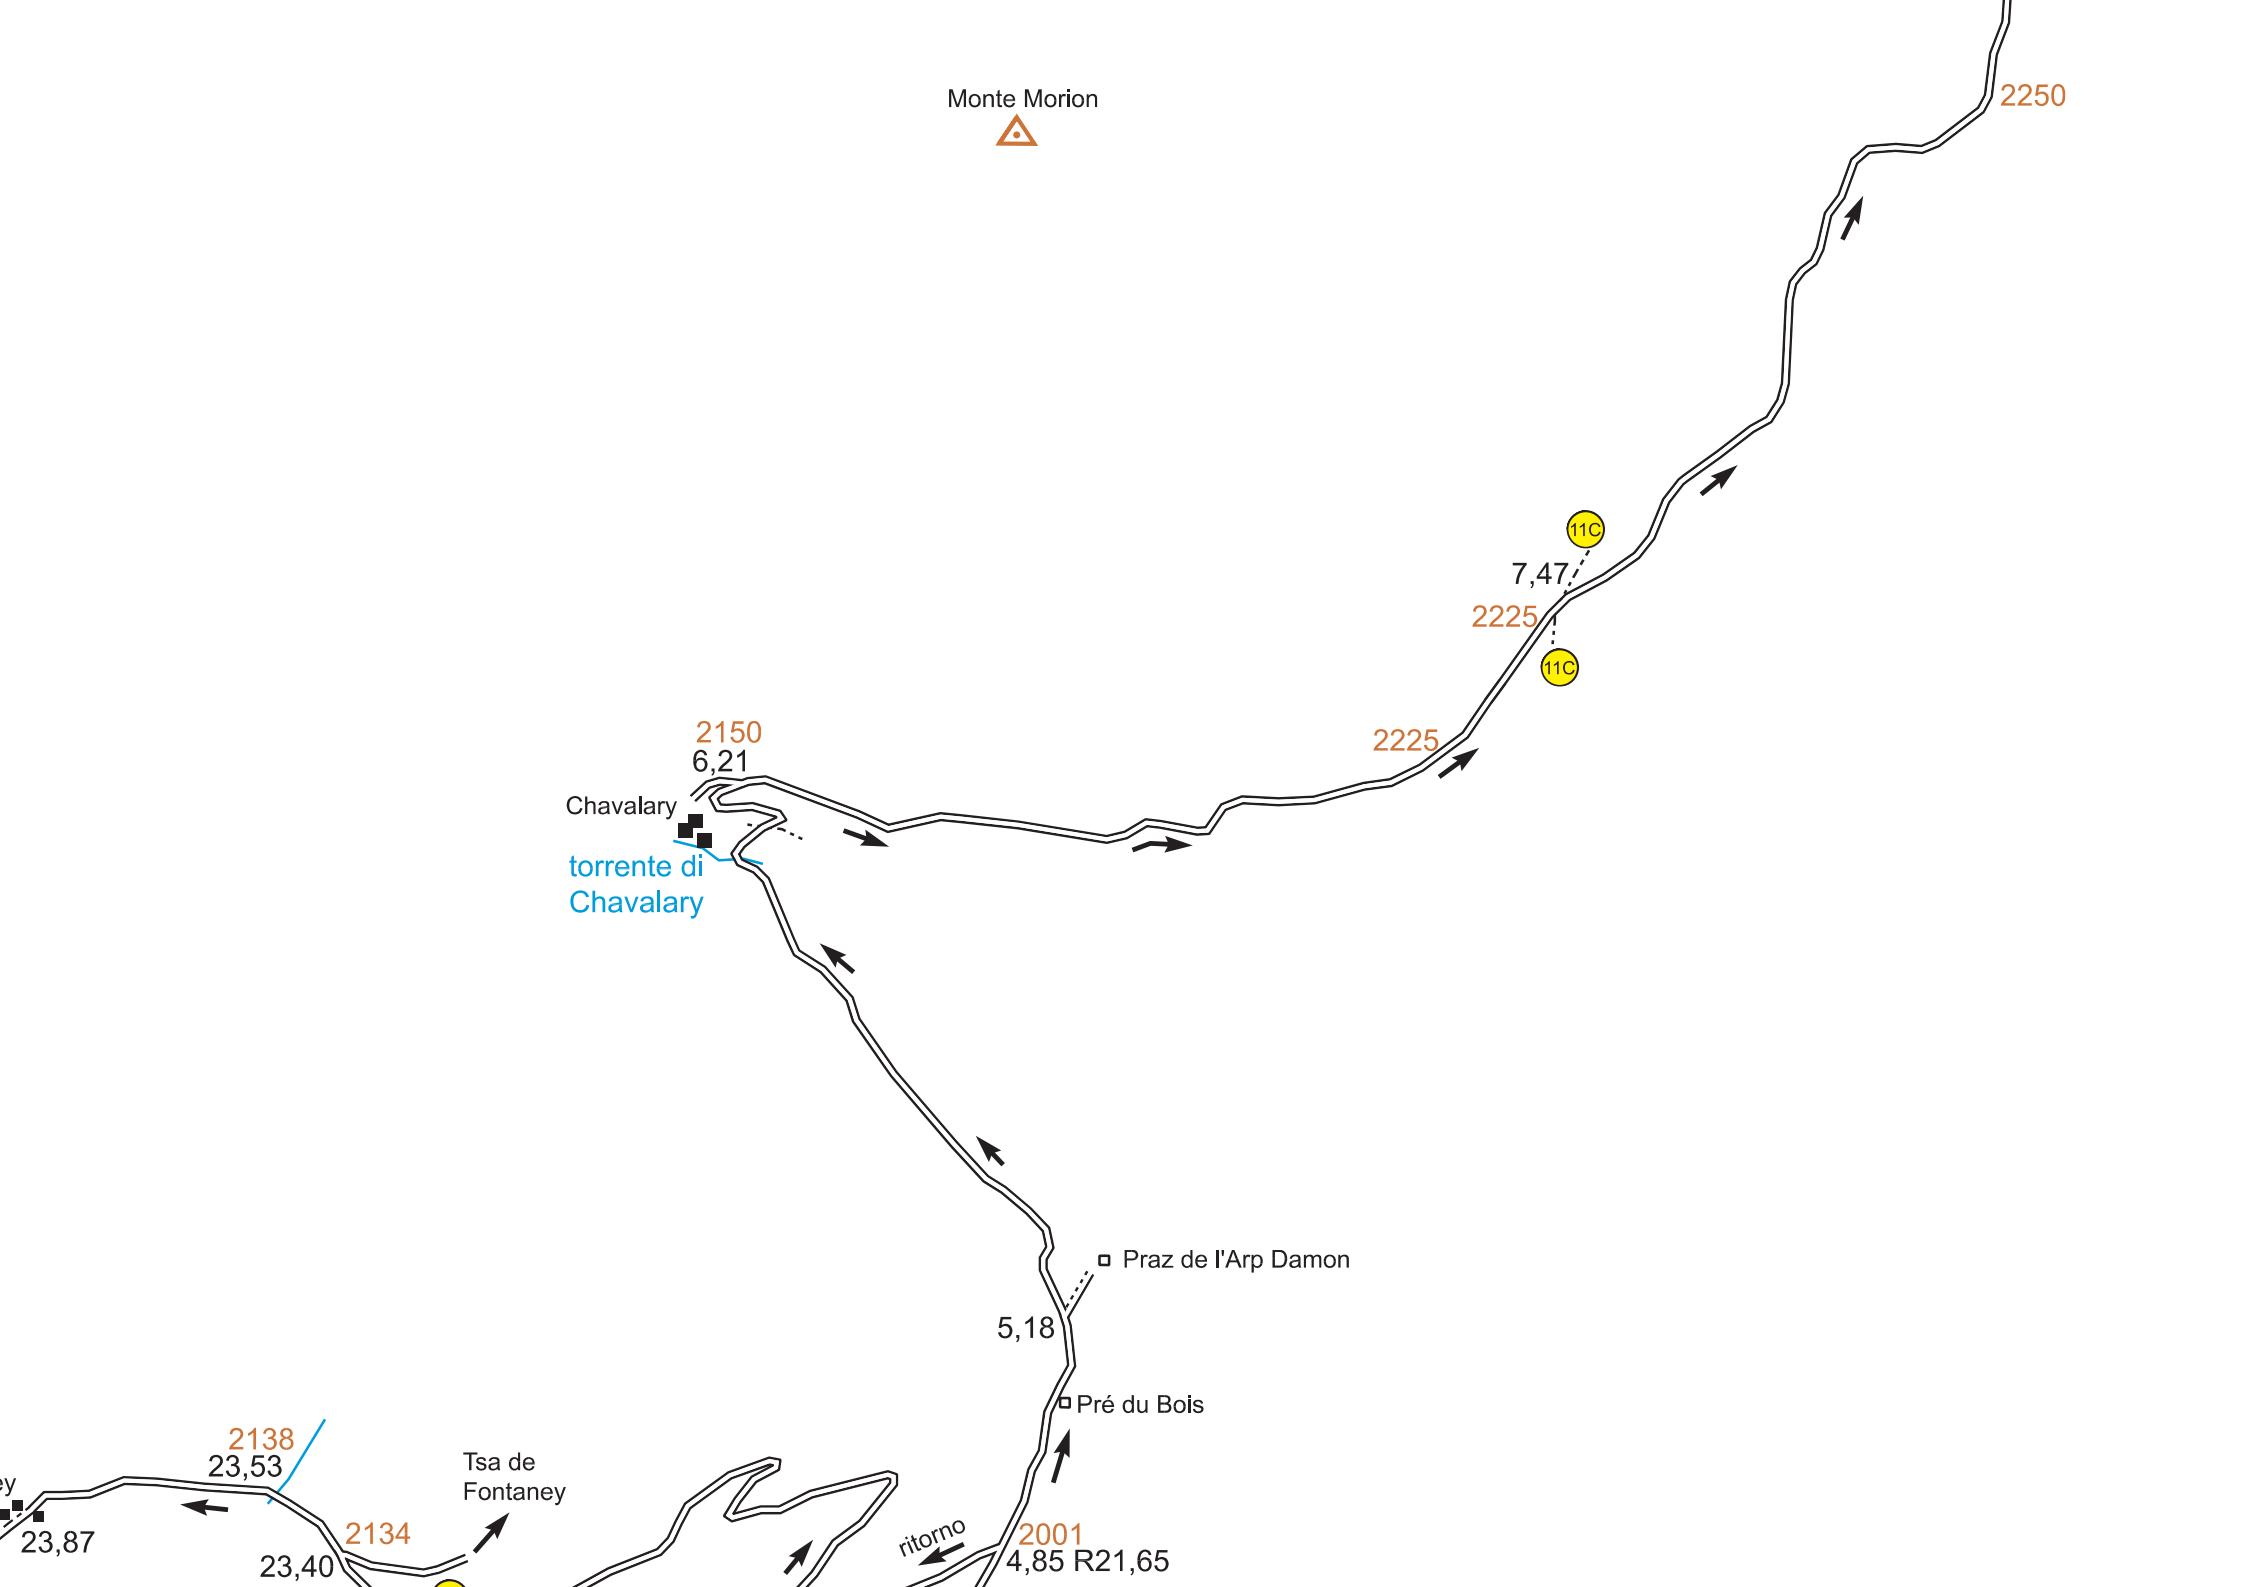 Monte Morion
2250
11C
7,47
2225
11C
2150
6,21
2225
Chavalary
torrente di
Chavalary
Praz de l'Arp Damon
5,18
Pré du Bois
2138
23,53
Tsa de
Fontaney
ey
2134
23,87
23,40
ritorno
2001
4,85 R21,65